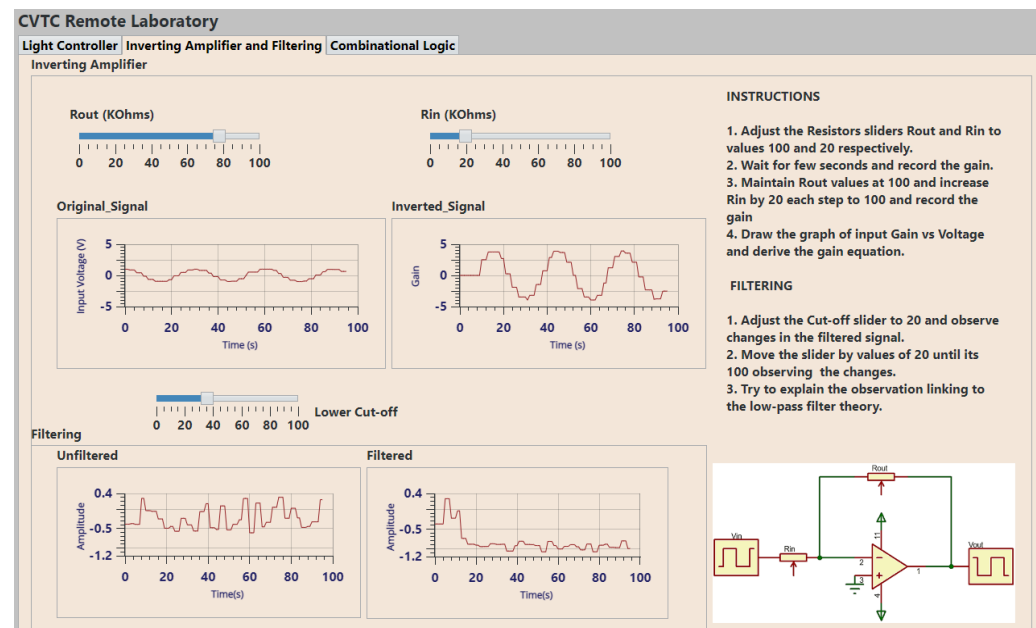 CVTC Remote Laboratory
Light Controller Inverting Amplifier and Filtering Combinational Logic
Inverting Amplifier
Rout (KOhms)
0 20 40 60 80 100
Rin (KOhms)
0 20 40 60 80 100
Original_Signal
Input Voltage (V)
5
0
-5
0 20 40 60 80 100
Time (s)
Inverted_Signal
Gain
5
0
-5
0 20 40 60 80 100
Time (s)
Lower Cut-off
0 20 40 60 80 100
Filtering
Unfiltered
Amplitude
0.4
-0.5
-1.2
0 20 40 60 80 100
Time(s)
Filtered
Amplitude
0.4
-0.5
-1.2
0 20 40 60 80 100
Time(s)
INSTRUCTIONS
1. Adjust the Resistors sliders Rout and Rin to
values 100 and 20 respectively.
2. Wait for few seconds and record the gain.
3. Maintain Rout values at 100 and increase
Rin by 20 each step to 100 and record the
gain
4. Draw the graph of input Gain vs Voltage
and derive the gain equation.
FILTERING
1. Adjust the Cut-off slider to 20 and observe
changes in the filtered signal.
2. Move the slider by values of 20 until its
100 observing the changes.
3. Try to explain the observation linking to
the low-pass filter theory.
Rout
Vin
Rin
11
2
3
1
4
Vout